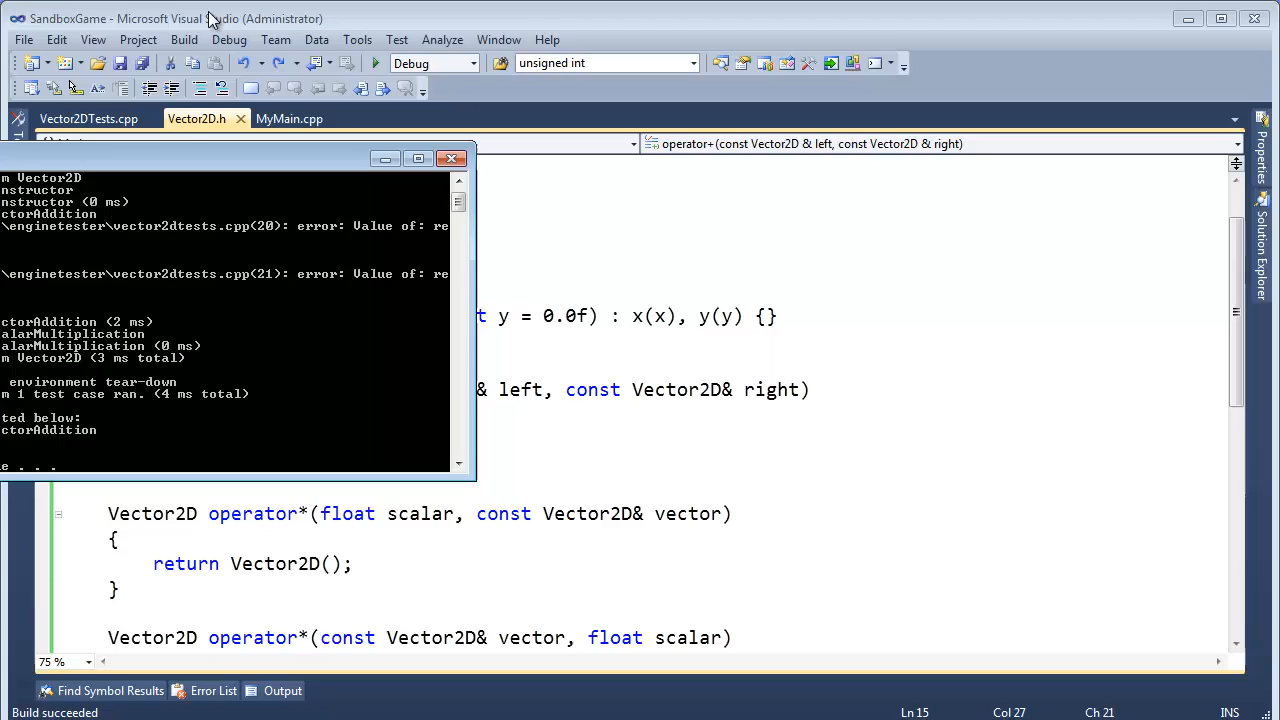 SandboxGame - Microsoft Visual Studio (Administrator)
File Edit View Project Build Debug Team Data Tools Test Analyze Window Help
Debug unsigned int
Vector2DTests.cpp Vector2D.h MyMain.cpp
operator+(const Vector2D & left, const Vector2D & right)
m Vector2D
nstructor
nstructor (0 ms)
ctorAddition
\enginetester\vector2dtests.cpp(20): error: Value of: re
\enginetester\vector2dtests.cpp(21): error: Value of: re
ctorAddition (2 ms)
alarMultiplication
alarMultiplication (0 ms)
m Vector2D (3 ms total)
environment tear-down
m 1 test case ran. (4 ms total)
ted below:
ctorAddition
e . . .
t y = 0.0f) : x(x), y(y) {}
& left, const Vector2D& right)
Vector2D operator*(float scalar, const Vector2D& vector)
{
return Vector2D();
}
Vector2D operator*(const Vector2D& vector, float scalar)
Properties
Solution Explorer
75 %
Find Symbol Results Error List Output
Build succeeded Ln 15 Col 27 Ch 21 INS